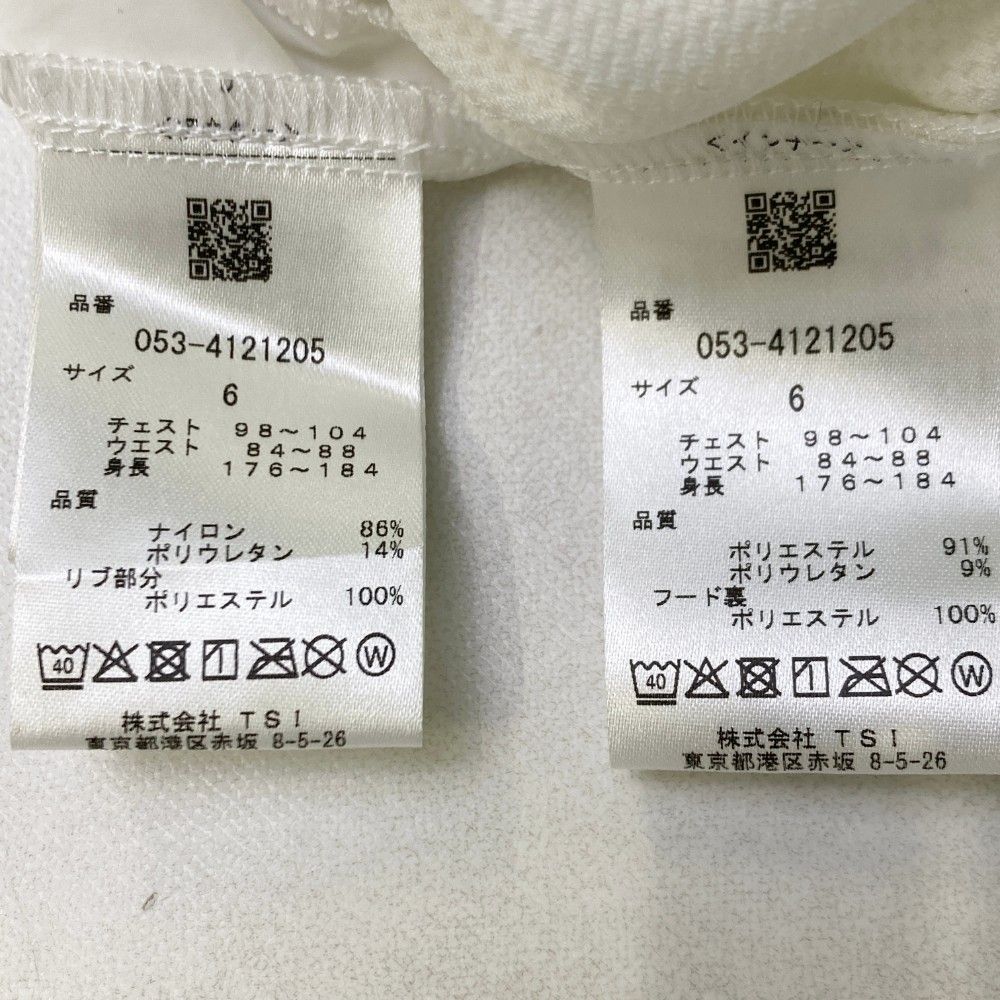 品番
053-4121205
サイズ
6
チェスト 98～104
ウエスト 84～88
身長 176～184
品質
ナイロン 86%
ポリウレタン 14%
リブ部分
ポリエステル 100%
40 W
株式会社 TSI
東京都港区赤坂 8-5-26
<インナー>
品番
053-4121205
サイズ
6
チェスト 98～104
ウエスト 84～88
身長 176～184
品質
ポリエステル 91%
ポリウレタン 9%
フード裏
ポリエステル 100%
40 W
株式会社 TSI
東京都港区赤坂 8-5-26